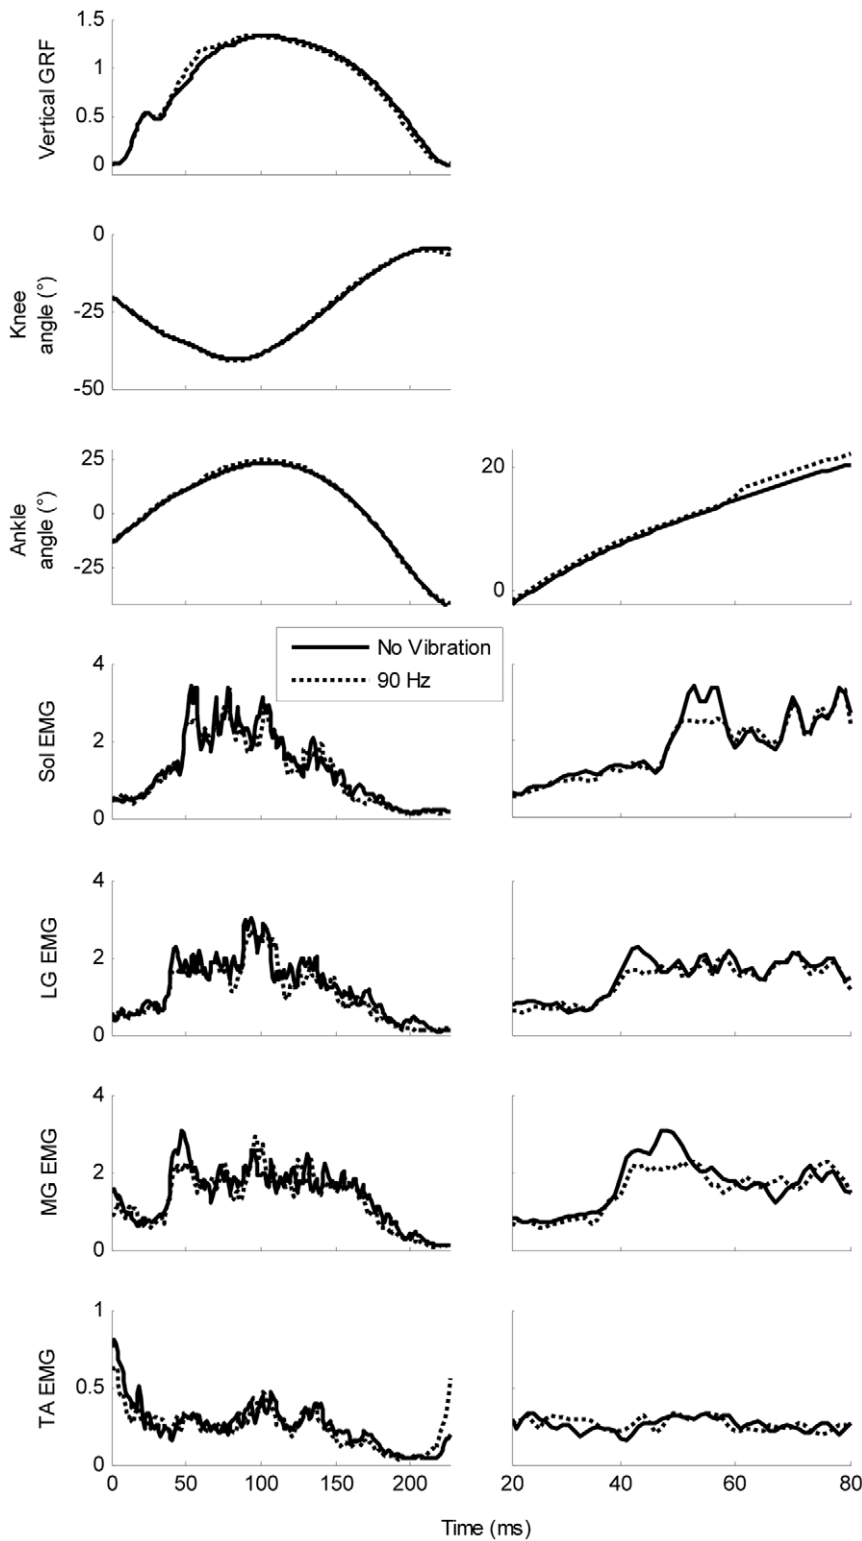 1.5
1
0.5
0
Vertical GRF
0
-25
-50
Knee
angle (°)
25
0
-25
Ankle
angle (°)
20
0
No Vibration
90 Hz
4
2
0
Sol EMG
4
2
0
LG EMG
4
2
0
MG EMG
1
0.5
0
TA EMG
0 50 100 150 200
20 40 60 80
Time (ms)